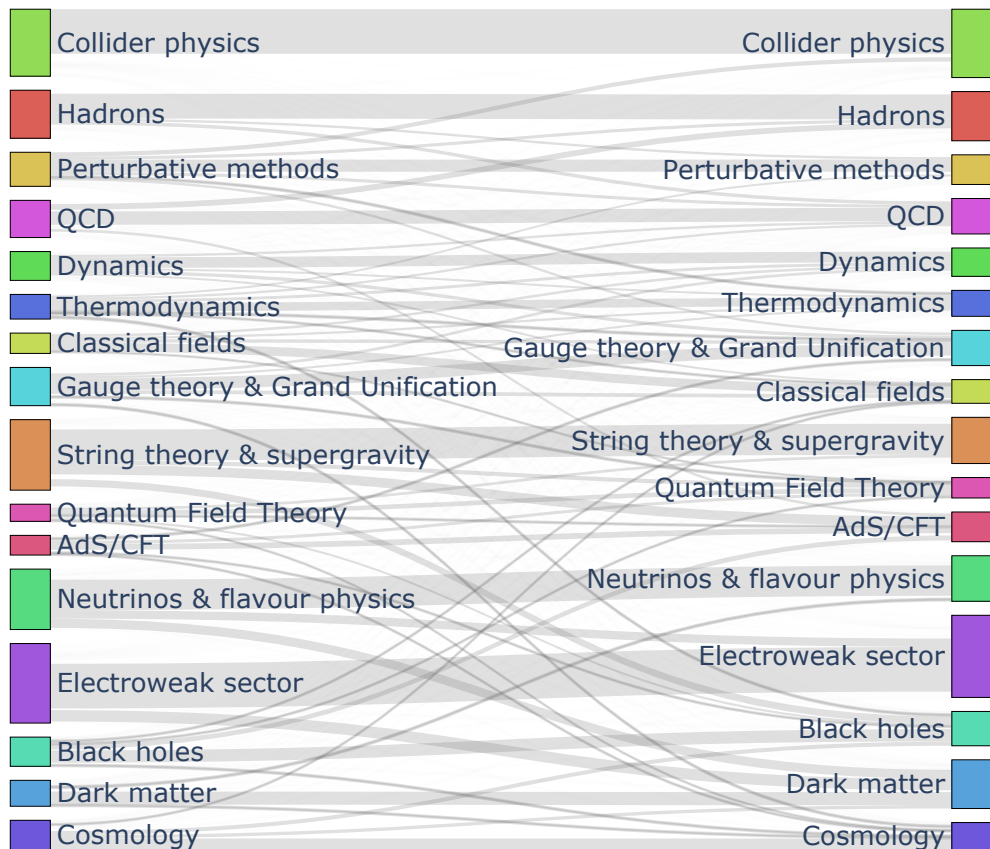 Collider physics
Hadrons
Perturbative methods
QCD
Dynamics
Thermodynamics
Classical fields
Gauge theory & Grand Unification
String theory & supergravity
Quantum Field Theory
AdS/CFT
Neutrinos & flavour physics
Electroweak sector
Black holes
Dark matter
Cosmology
Collider physics
Hadrons
Perturbative methods
QCD
Dynamics
Thermodynamics
Gauge theory & Grand Unification
Classical fields
String theory & supergravity
Quantum Field Theory
AdS/CFT
Neutrinos & flavour physics
Electroweak sector
Black holes
Dark matter
Cosmology